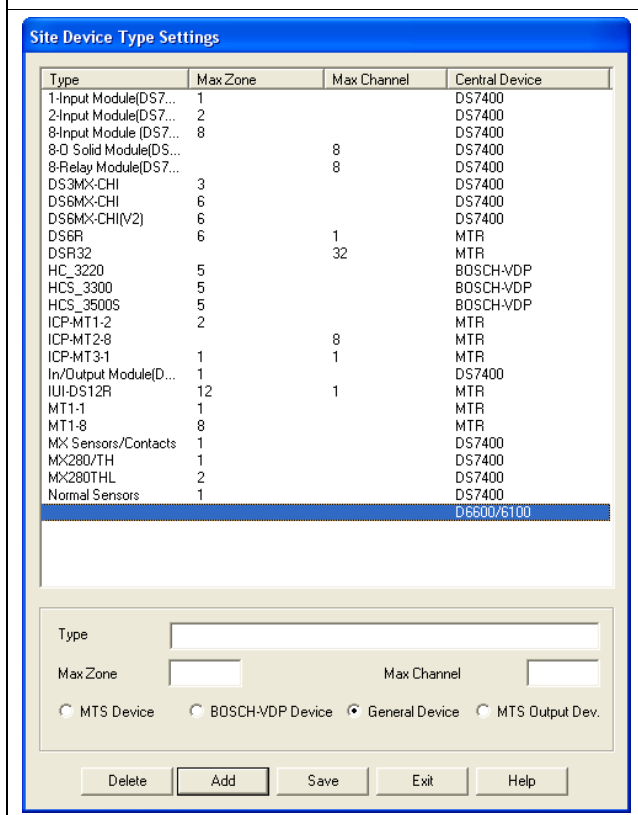 Site Device Type Settings
Type Max Zone Max Channel Central Device
1-Input Module(DS7... 1 DS7400
2-Input Module(DS7... 2 DS7400
8-Input Module (DS7... 8 DS7400
8-O Solid Module(DS... 8 DS7400
8-Relay Module(DS7... 8 DS7400
DS3MX-CHI 3 DS7400
DS6MX-CHI 6 DS7400
DS6MX-CHI(V2) 6 DS7400
DS6R 6 1 MTR
DSR32 32 MTR
HC_3220 5 BOSCH-VDP
HCS_3300 5 BOSCH-VDP
HCS_3500S 5 BOSCH-VDP
ICP-MT1-2 2 MTR
ICP-MT2-8 8 MTR
ICP-MT3-1 1 1 MTR
In/Output Module(D... 1 DS7400
IUI-DS12R 12 1 MTR
MT1-1 1 MTR
MT1-8 8 MTR
MX Sensors/Contacts 1 DS7400
MX280/TH 1 DS7400
MX280THL 2 DS7400
Normal Sensors 1 DS7400
D6600/6100
Type
Max Zone Max Channel
MTS Device BOSCH-VDP Device General Device MTS Output Dev.
Delete Add Save Exit Help